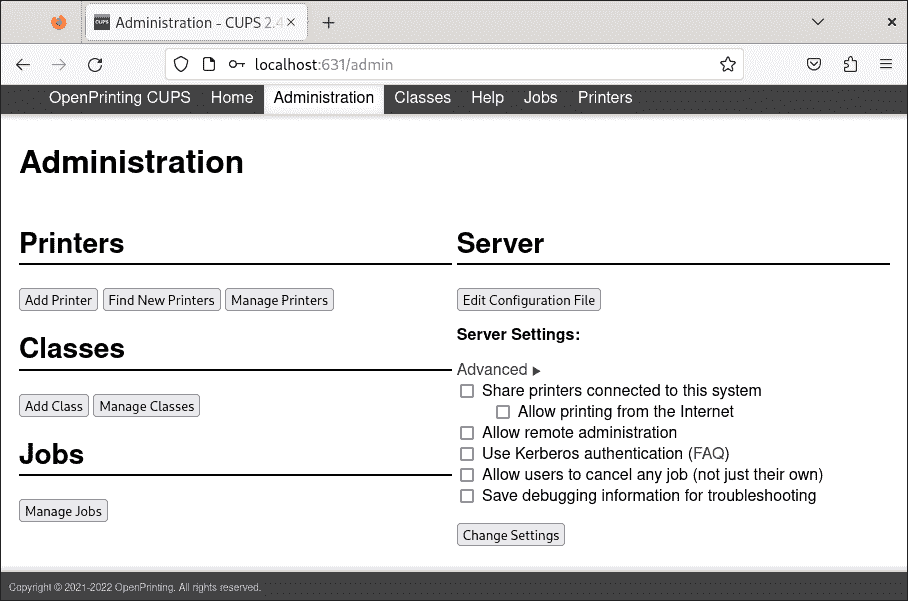 CUPS Administration - CUPS 2.4
localhost:631/admin
OpenPrinting CUPS Home Administration Classes Help Jobs Printers
Administration
Printers
Add Printer Find New Printers Manage Printers
Classes
Add Class Manage Classes
Jobs
Manage Jobs
Server
Edit Configuration File
Server Settings:
Advanced ▶
Share printers connected to this system
Allow printing from the Internet
Allow remote administration
Use Kerberos authentication (FAQ)
Allow users to cancel any job (not just their own)
Save debugging information for troubleshooting
Change Settings
Copyright © 2021-2022 OpenPrinting. All rights reserved.